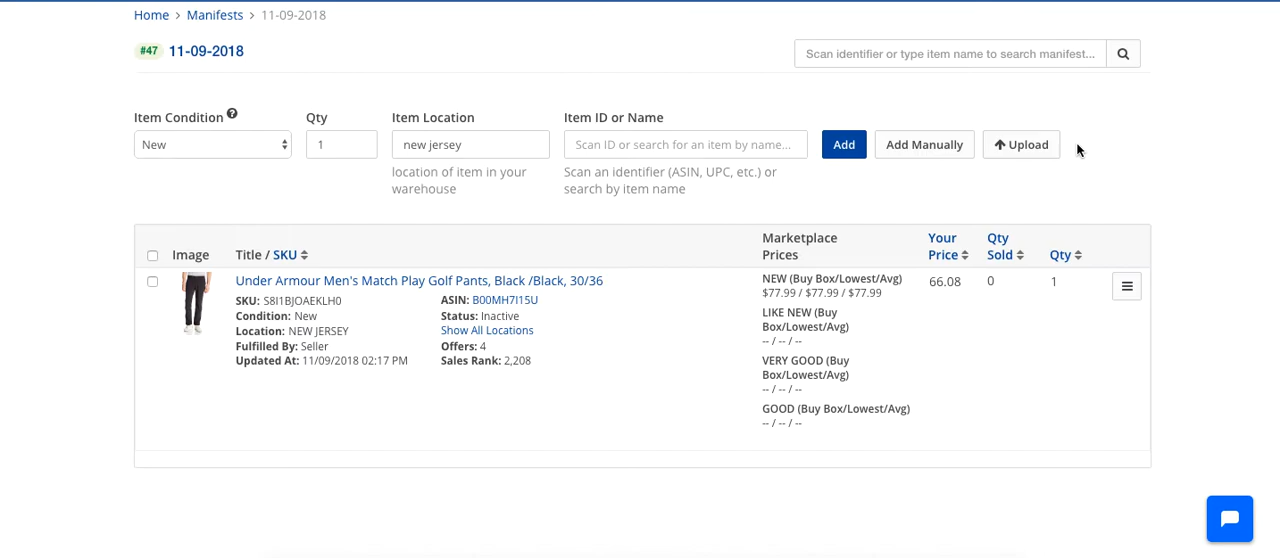 Home > Manifests > 11-09-2018
#47 11-09-2018
Scan identifier or type item name to search manifest...
Item Condition ?
Qty
Item Location
Item ID or Name
New
1
new jersey
Scan ID or search for an item by name...
Add
Add Manually
Upload
location of item in your
warehouse
Scan an identifier (ASIN, UPC, etc.) or
search by item name
Image
Title / SKU
Marketplace
Prices
Your
Price
Qty
Sold
Qty
Under Armour Men's Match Play Golf Pants, Black /Black, 30/36
SKU: S8I1BJOAEKLH0
Condition: New
Location: NEW JERSEY
Fulfilled By: Seller
Updated At: 11/09/2018 02:17 PM
ASIN: B00MH7I15U
Status: Inactive
Show All Locations
Offers: 4
Sales Rank: 2,208
NEW (Buy Box/Lowest/Avg)
$77.99 / $77.99 / $77.99
LIKE NEW (Buy
Box/Lowest/Avg)
-- / -- / --
VERY GOOD (Buy
Box/Lowest/Avg)
-- / -- / --
GOOD (Buy Box/Lowest/Avg)
-- / -- / --
66.08
0
1